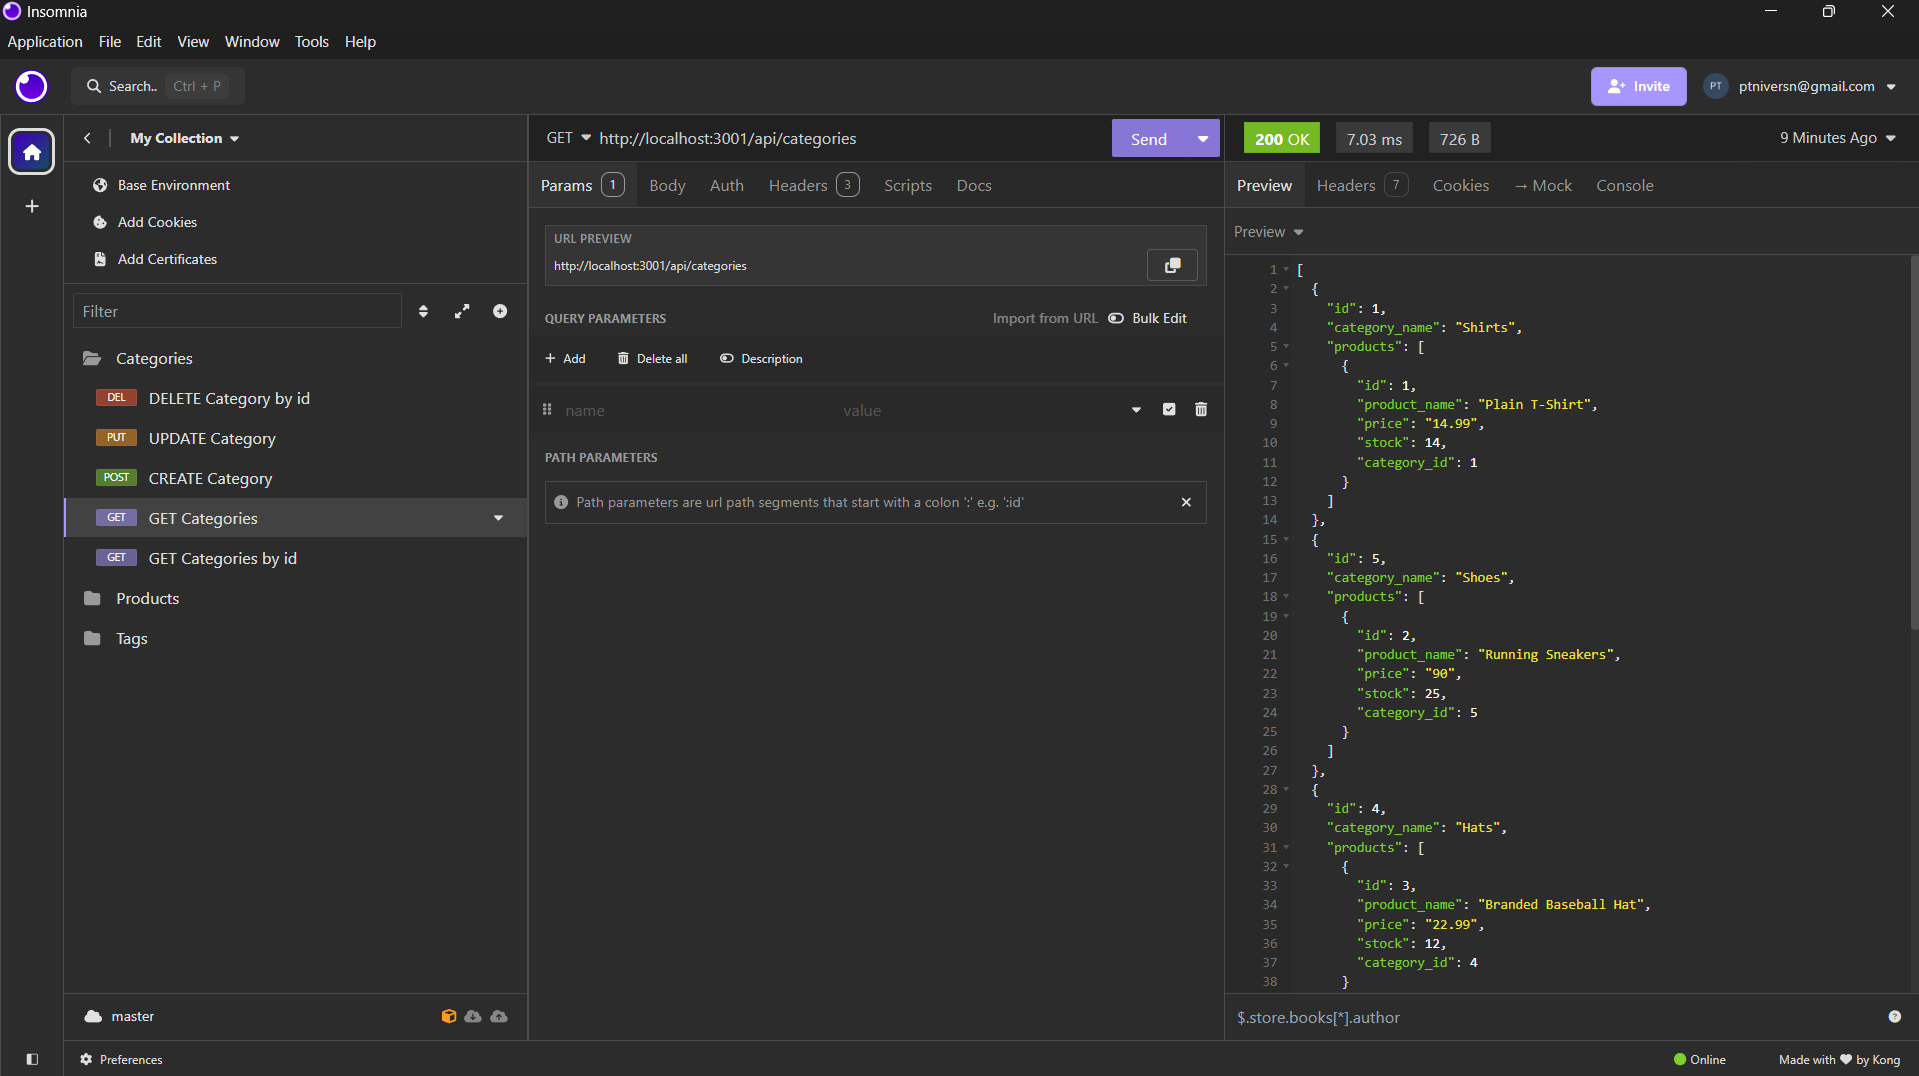 Insomnia
Application File Edit View Window Tools Help
Search.. Ctrl + P
Invite
PT ptniversn@gmail.com
My Collection
Base Environment
Add Cookies
Add Certificates
Filter
Categories
DEL DELETE Category by id
PUT UPDATE Category
POST CREATE Category
GET GET Categories
GET GET Categories by id
Products
Tags
master
Preferences
GET http://localhost:3001/api/categories
Send
Params 1 Body Auth Headers 3 Scripts Docs
URL PREVIEW
http://localhost:3001/api/categories
QUERY PARAMETERS Import from URL Bulk Edit
+ Add Delete all Description
name value
PATH PARAMETERS
Path parameters are url path segments that start with a colon ':' e.g. ':id'
200 OK 7.03 ms 726 B 9 Minutes Ago
Preview Headers 7 Cookies → Mock Console
Preview
1 [
2 {
3 "id": 1,
4 "category_name": "Shirts",
5 "products": [
6 {
7 "id": 1,
8 "product_name": "Plain T-Shirt",
9 "price": "14.99",
10 "stock": 14,
11 "category_id": 1
12 }
13 ]
14 },
15 {
16 "id": 5,
17 "category_name": "Shoes",
18 "products": [
19 {
20 "id": 2,
21 "product_name": "Running Sneakers",
22 "price": "90",
23 "stock": 25,
24 "category_id": 5
25 }
26 ]
27 },
28 {
29 "id": 4,
30 "category_name": "Hats",
31 "products": [
32 {
33 "id": 3,
34 "product_name": "Branded Baseball Hat",
35 "price": "22.99",
36 "stock": 12,
37 "category_id": 4
38 }
$.store.books[*].author
Online Made with ♥ by Kong